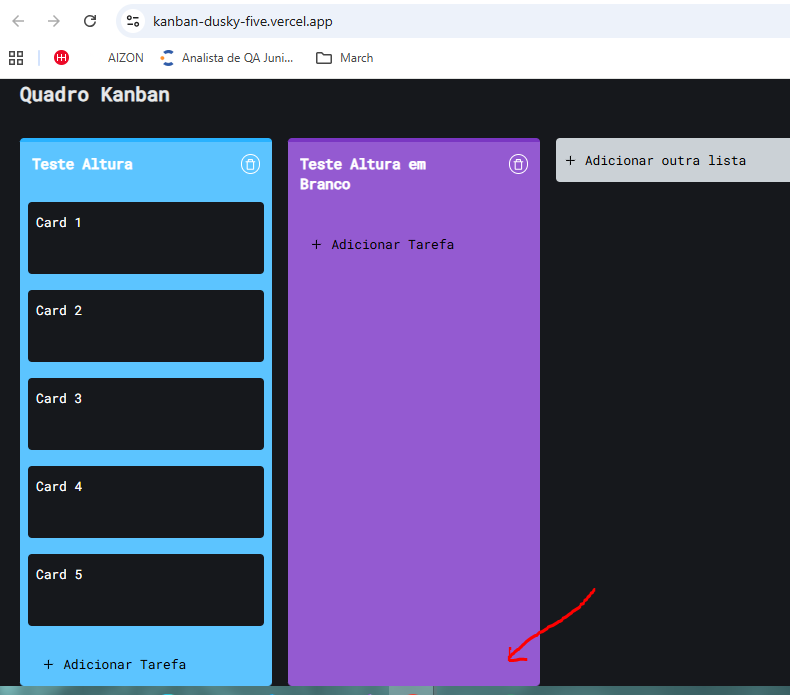 kanban-dusky-five.vercel.app
AIZON
Analista de QA Juni...
March
Quadro Kanban
Teste Altura
Card 1
Card 2
Card 3
Card 4
Card 5
+ Adicionar Tarefa
Teste Altura em
Branco
+ Adicionar Tarefa
+ Adicionar outra lista